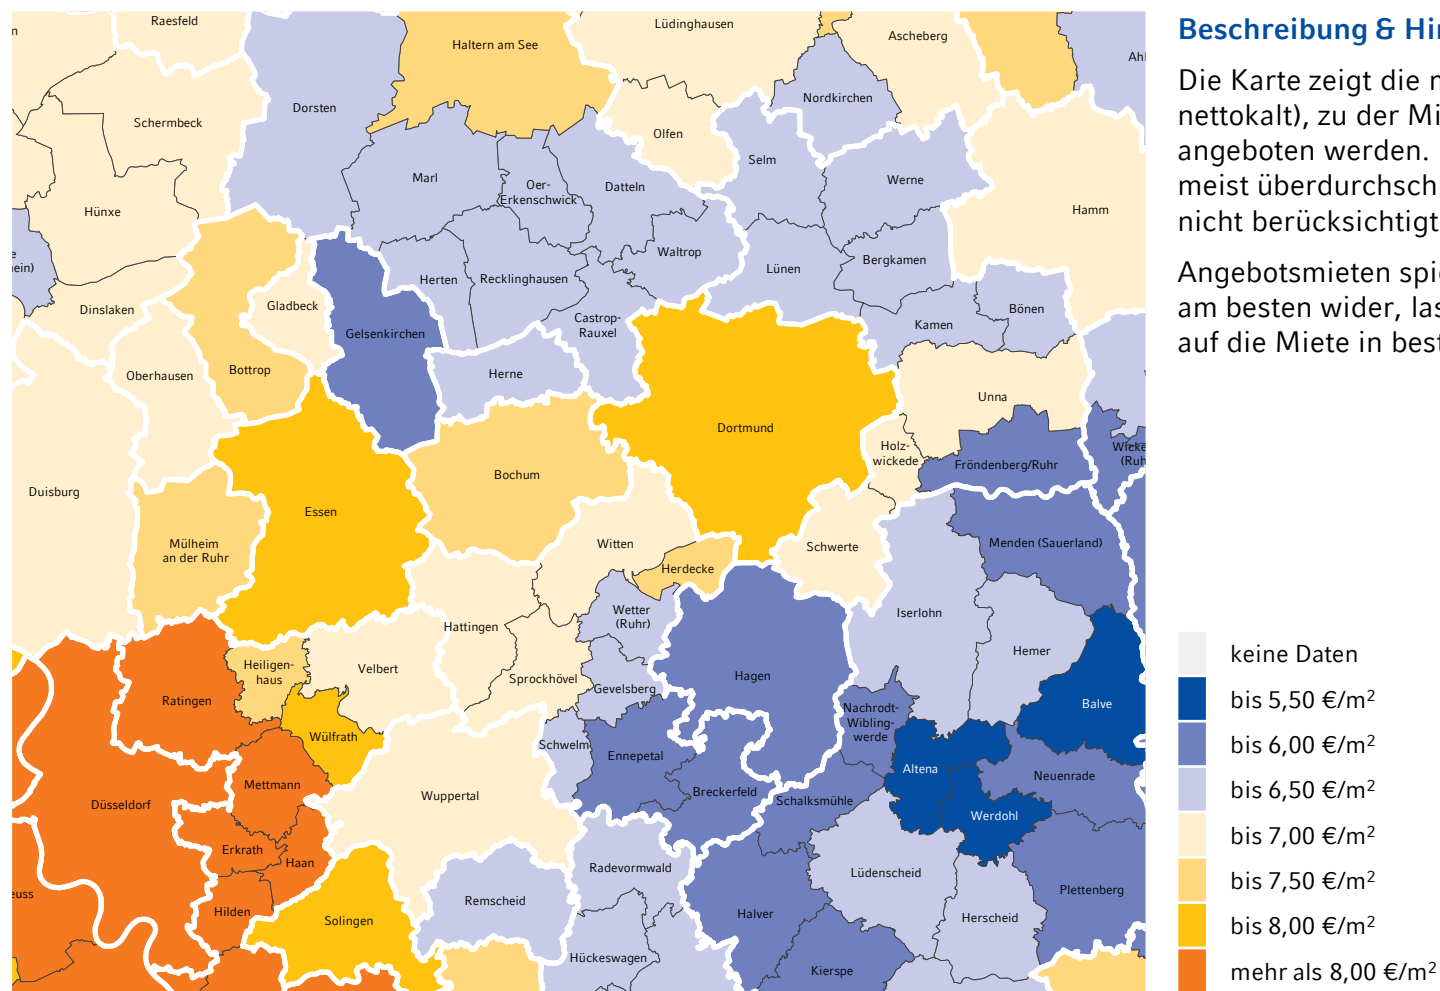 Raesfeld
Lüdinghausen
Ascheberg
Haltern am See
Dorsten
Nordkirchen
Schermbeck
Olfen
Selm
Marl
Oer-
Erkenschwick
Datteln
Werne
Hünxe
Hamm
Waltrop
Herten
Recklinghausen
Lünen
Bergkamen
Dinslaken
Gladbeck
Gelsenkirchen
Castrop-
Rauxel
Kamen
Bönen
Oberhausen
Bottrop
Herne
Unna
Dortmund
Holz-
wickede
Fröndenberg/Ruhr
Bochum
Duisburg
Essen
Mülheim
an der Ruhr
Witten
Schwerte
Menden (Sauerland)
Herdecke
Wetter
(Ruhr)
Iserlohn
Hattingen
Heiligen-
haus
Velbert
Hemer
Sprockhövel
Gevelsberg
Hagen
Ratingen
Nachrodt-
Wibling-
werde
Balve
Wülfrath
Schwelm
Ennepetal
Altena
Neuenrade
Mettmann
Düsseldorf
Wuppertal
Breckerfeld
Schalksmühle
Werdohl
Erkrath
Haan
Radevormwald
Lüdenscheid
Plettenberg
Remscheid
Hilden
Solingen
Halver
Herscheid
Hückeswagen
Kierspe
Beschreibung & Hin
Die Karte zeigt die m
nettokalt), zu der Mi
angeboten werden.
meist überdurchsch
nicht berücksichtigt
Angebotsmieten spie
am besten wider, las
auf die Miete in best
keine Daten
bis 5,50 €/m²
bis 6,00 €/m²
bis 6,50 €/m²
bis 7,00 €/m²
bis 7,50 €/m²
bis 8,00 €/m²
mehr als 8,00 €/m²